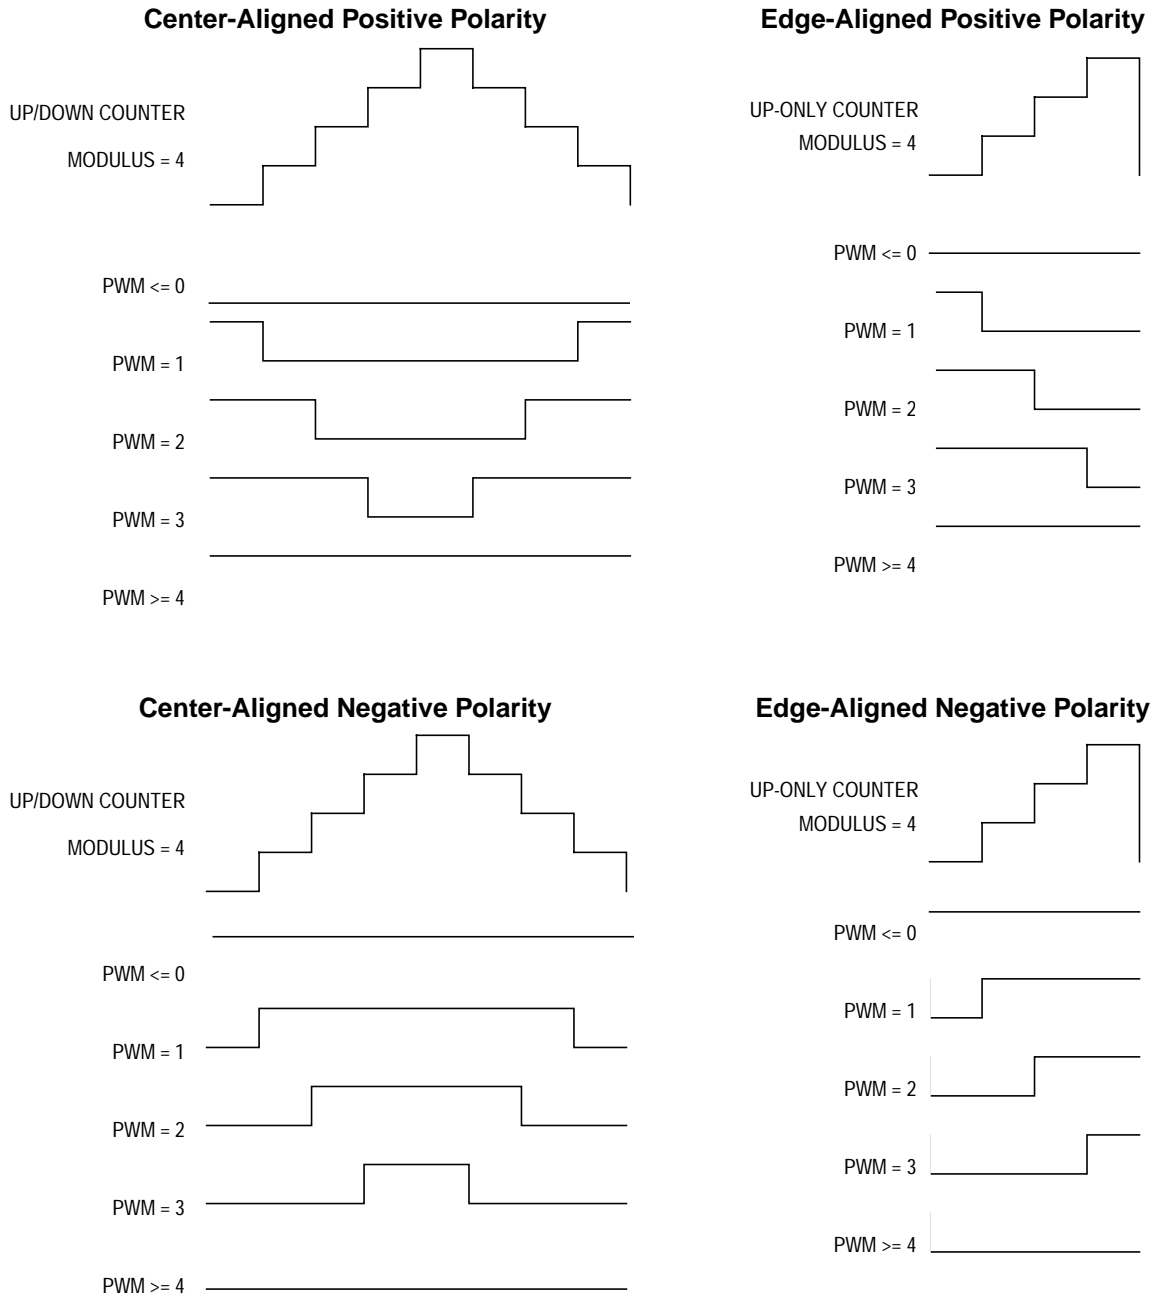 Center-Aligned Positive Polarity
UP/DOWN COUNTER
MODULUS = 4
PWM <= 0
PWM = 1
PWM = 2
PWM = 3
PWM >= 4
Edge-Aligned Positive Polarity
UP-ONLY COUNTER
MODULUS = 4
PWM <= 0
PWM = 1
PWM = 2
PWM = 3
PWM >= 4
Center-Aligned Negative Polarity
UP/DOWN COUNTER
MODULUS = 4
PWM <= 0
PWM = 1
PWM = 2
PWM = 3
PWM >= 4
Edge-Aligned Negative Polarity
UP-ONLY COUNTER
MODULUS = 4
PWM <= 0
PWM = 1
PWM = 2
PWM = 3
PWM >= 4